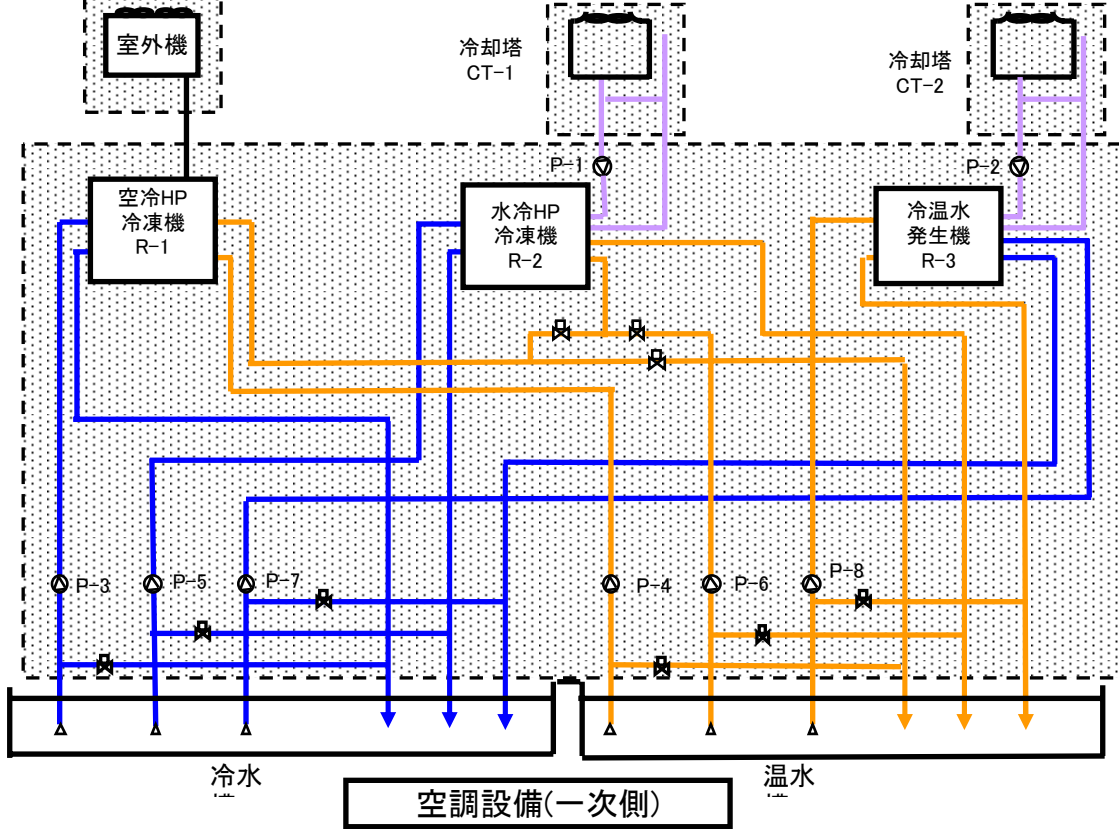 室外機
冷却塔
CT-1
冷却塔
CT-2
P-1
P-2
空冷HP
冷凍機
R-1
水冷HP
冷凍機
R-2
冷温水
発生機
R-3
P-3
P-5
P-7
P-4
P-6
P-8
冷水
温水
空調設備(一次側)